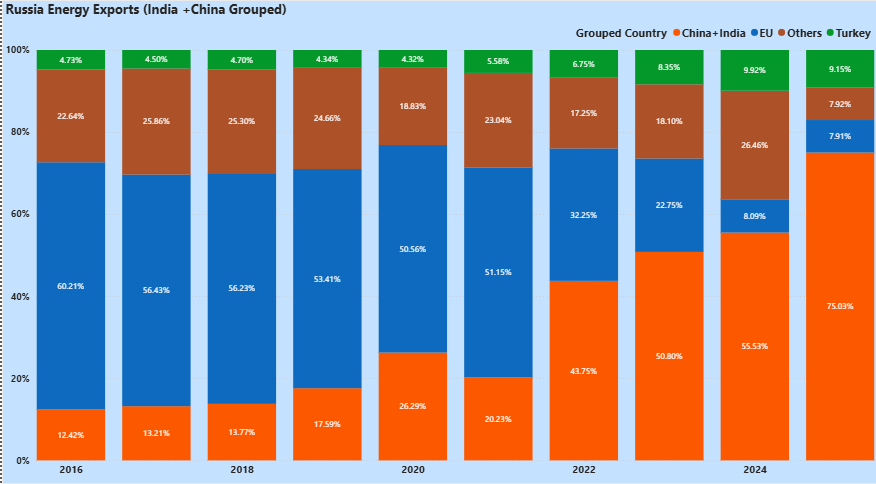 Russia Energy Exports (India +China Grouped)
Grouped Country China+India EU Others Turkey
100%
80%
60%
40%
20%
0%
4.73% 4.50% 4.70% 4.34% 4.32% 5.58% 6.75% 8.35% 9.92% 9.15%
22.64% 25.86% 25.30% 24.66% 18.83% 23.04% 17.25% 18.10% 26.46% 7.92%
60.21% 56.43% 56.23% 53.41% 50.56% 51.15% 32.25% 22.75% 8.09% 7.91%
12.42% 13.21% 13.77% 17.59% 26.29% 20.23% 43.75% 50.80% 55.53% 75.03%
2016 2018 2020 2022 2024